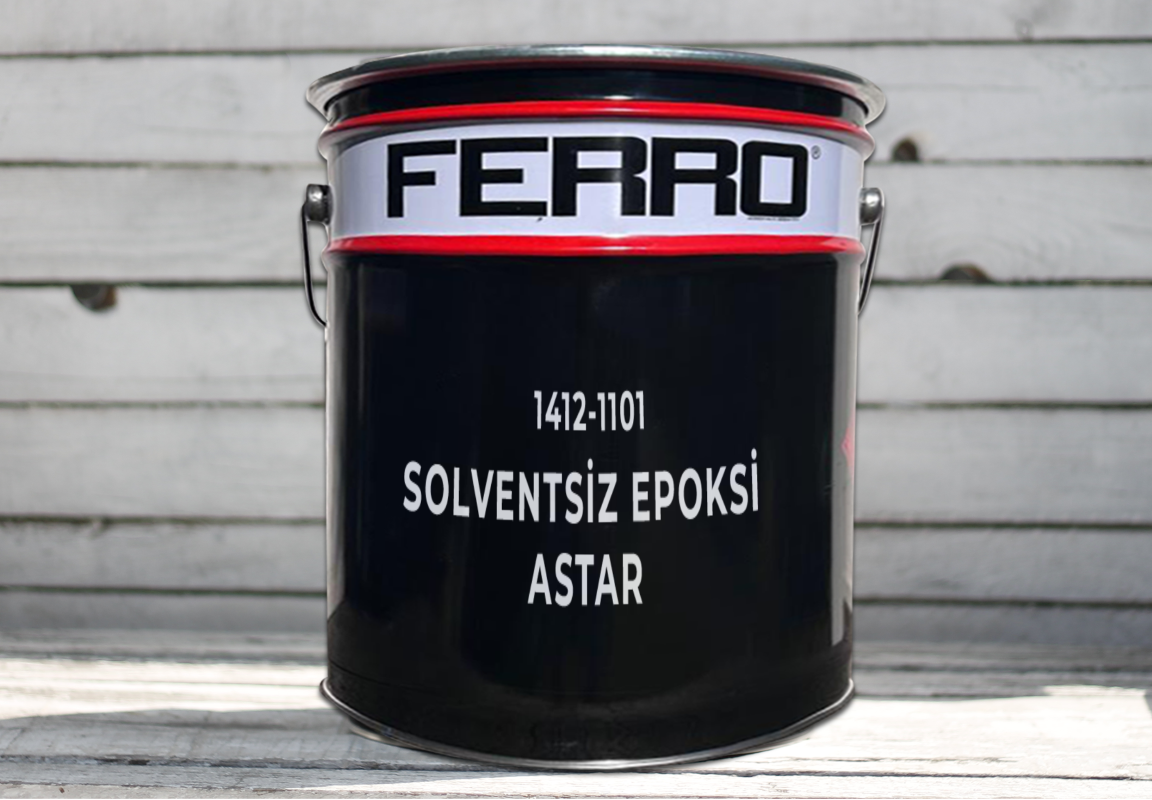 FERRO®
1412-1101
SOLVENTSİZ EPOKSİ
ASTAR